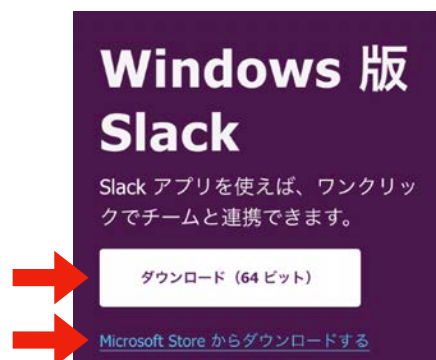 Windows 版
Slack
Slack アプリを使えば、ワンクリッ
クでチームと連携できます。
ダウンロード（64 ビット）
Microsoft Store からダウンロードする